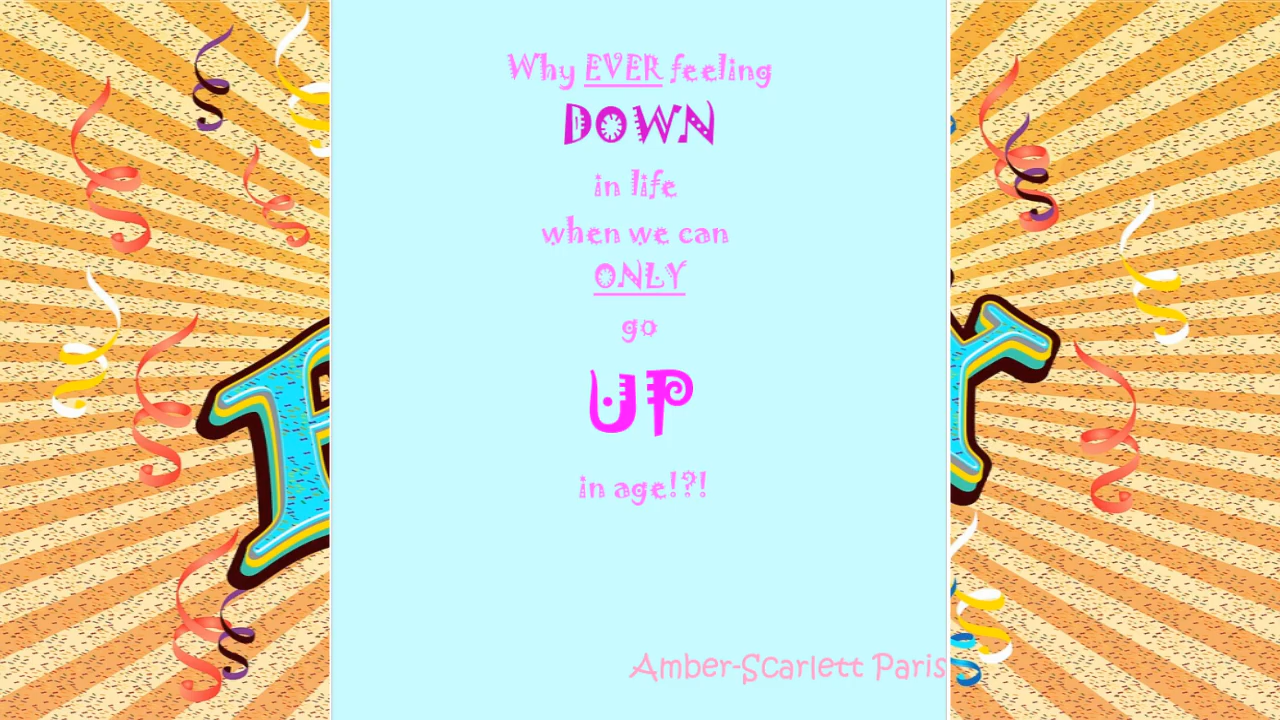 Why EVER feeling
DOWN
in life
when we can
ONLY
go
UP
in age!?!
Amber-Scarlett Paris